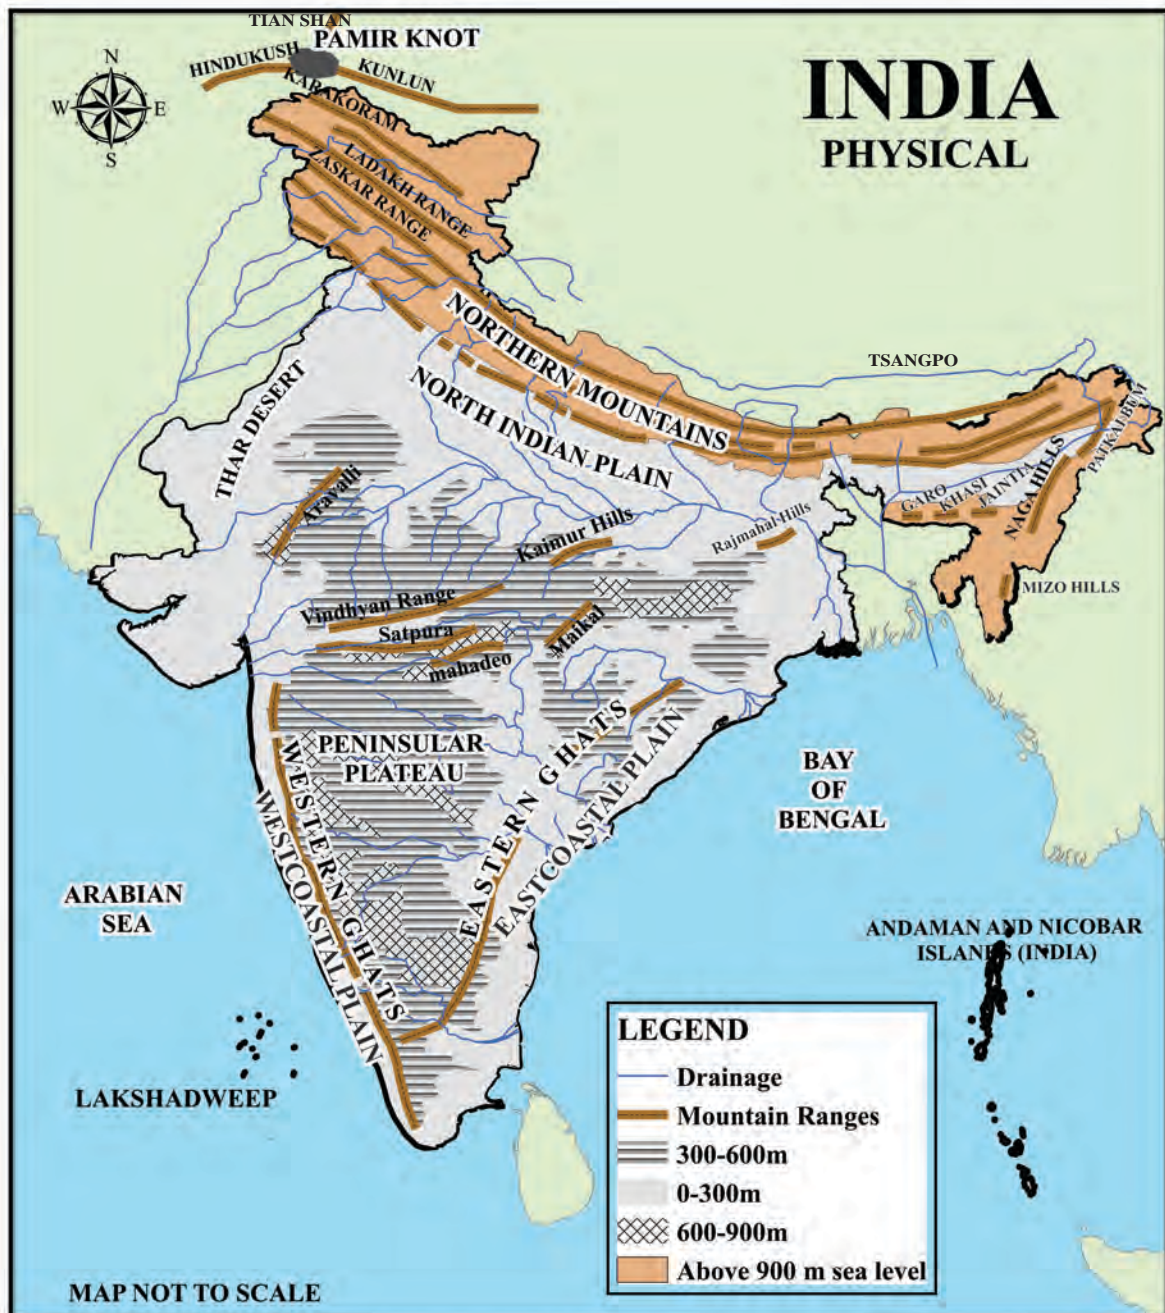 TIAN SHAN
PAMIR KNOT
HINDUKUSH
KUNLUN
KARAKORAM
N
W
E
S
INDIA
PHYSICAL
LADAKH RANGE
ZASKAR RANGE
NORTHERN MOUNTAINS
NORTH INDIAN PLAIN
TSANGPO
THAR DESERT
PATKAI BUM
NAGA HILLS
GARO
KHASI
JAINTIA
MIZO HILLS
Aravalli
Kaimur Hills
Rajmahal Hills
Vindhyan Range
Satpura
mahadeo
Maikal
PENINSULAR
PLATEAU
WESTERN GHATS
WESTCOASTAL PLAIN
EASTERN GHAT'S
EASTCOASTAL PLAIN
BAY
OF
BENGAL
ARABIAN
SEA
ANDAMAN AND NICOBAR
ISLANDS (INDIA)
LAKSHADWEEP
LEGEND
Drainage
Mountain Ranges
300-600m
0-300m
600-900m
Above 900 m sea level
MAP NOT TO SCALE